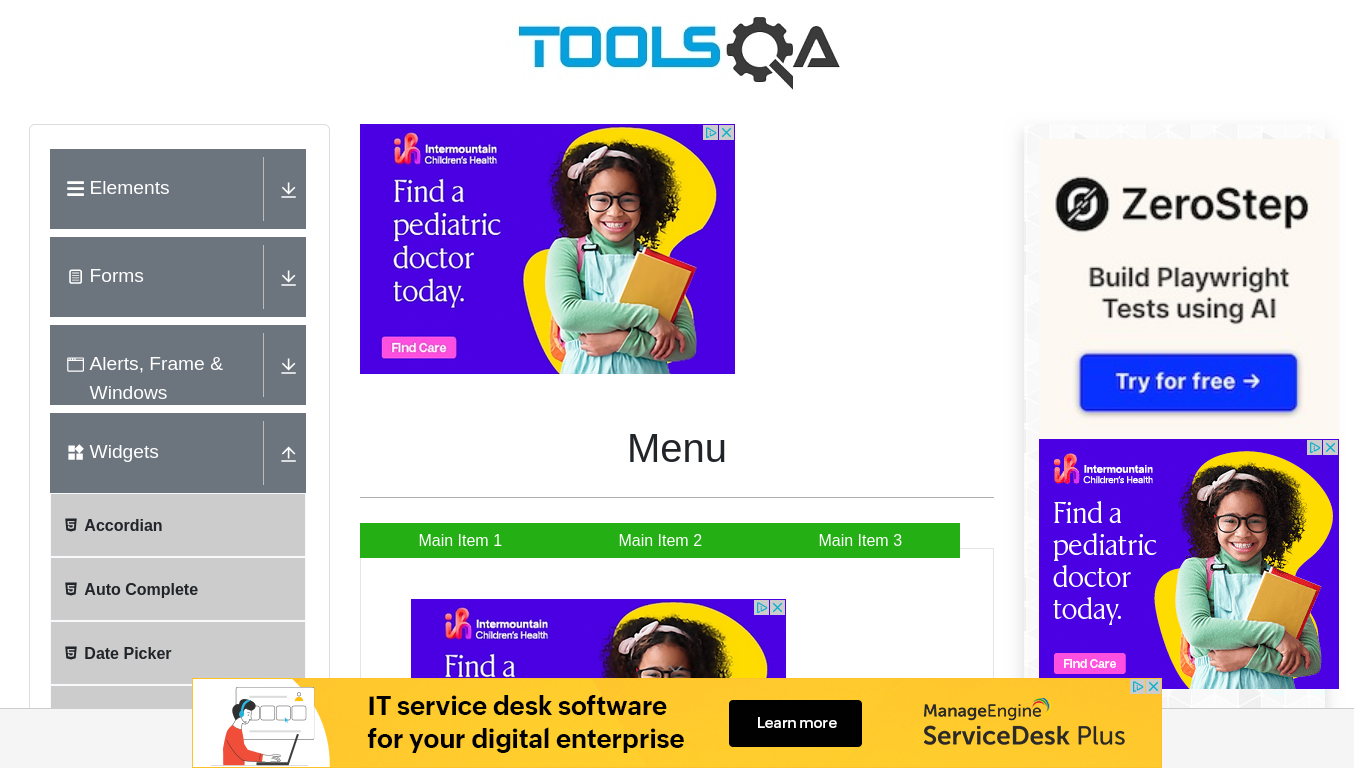 TOOLSQA
Elements
Forms
Alerts, Frame &
Windows
Widgets
Accordian
Auto Complete
Date Picker
Intermountain
Children's Health
Find a
pediatric
doctor
today.
Find Care
Menu
Main Item 1
Main Item 2
Main Item 3
Intermountain
Children's Health
Find a
ZeroStep
Build Playwright
Tests using AI
Try for free →
Intermountain
Children's Health
Find a
pediatric
doctor
today.
Find Care
IT service desk software
for your digital enterprise
Learn more
ManageEngine
ServiceDesk Plus